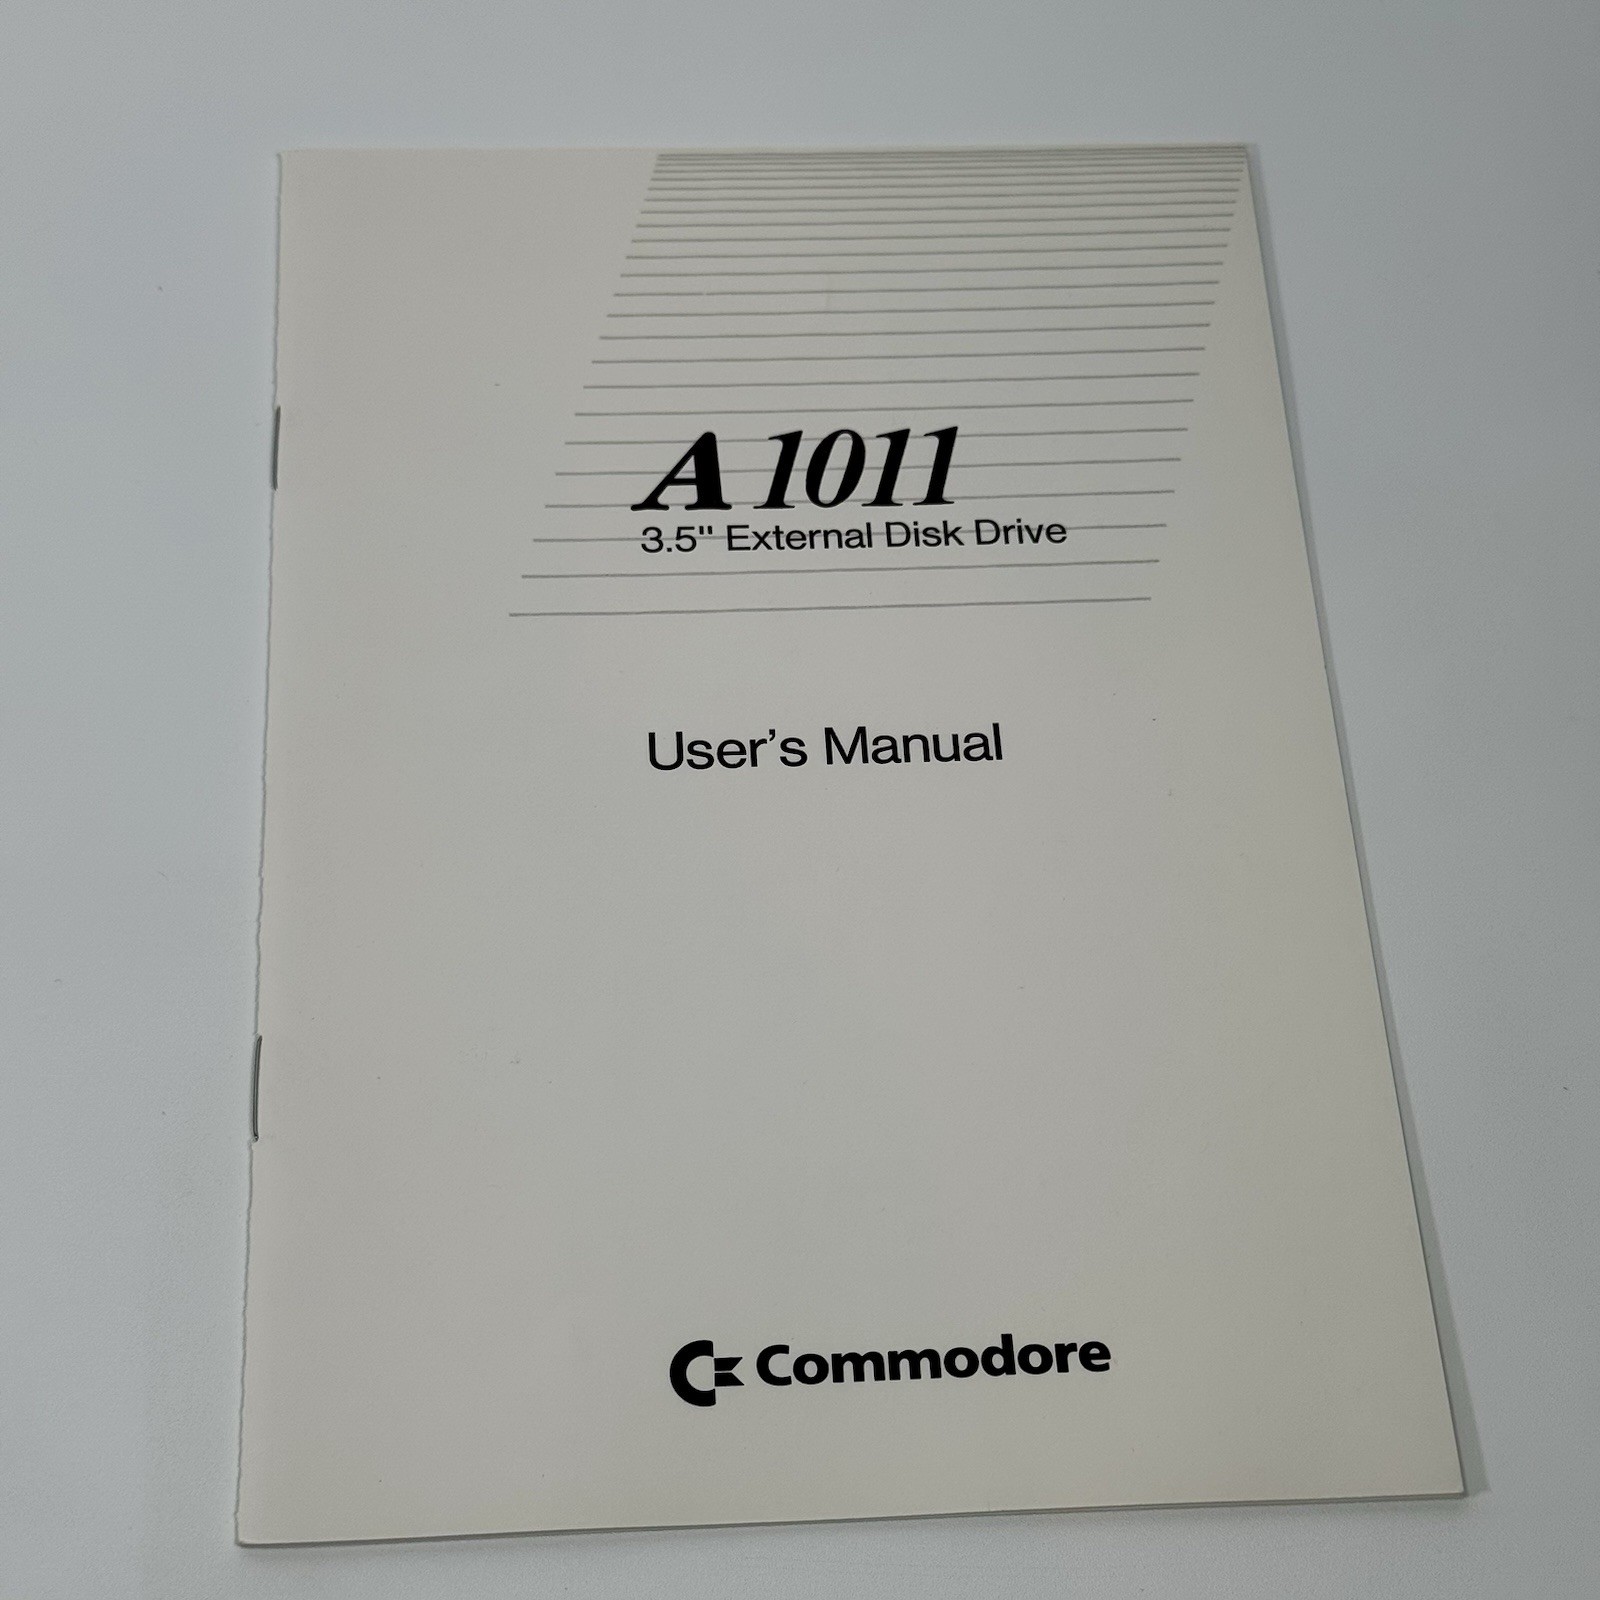 A 1011
3.5" External Disk Drive
User’s Manual
Commodore